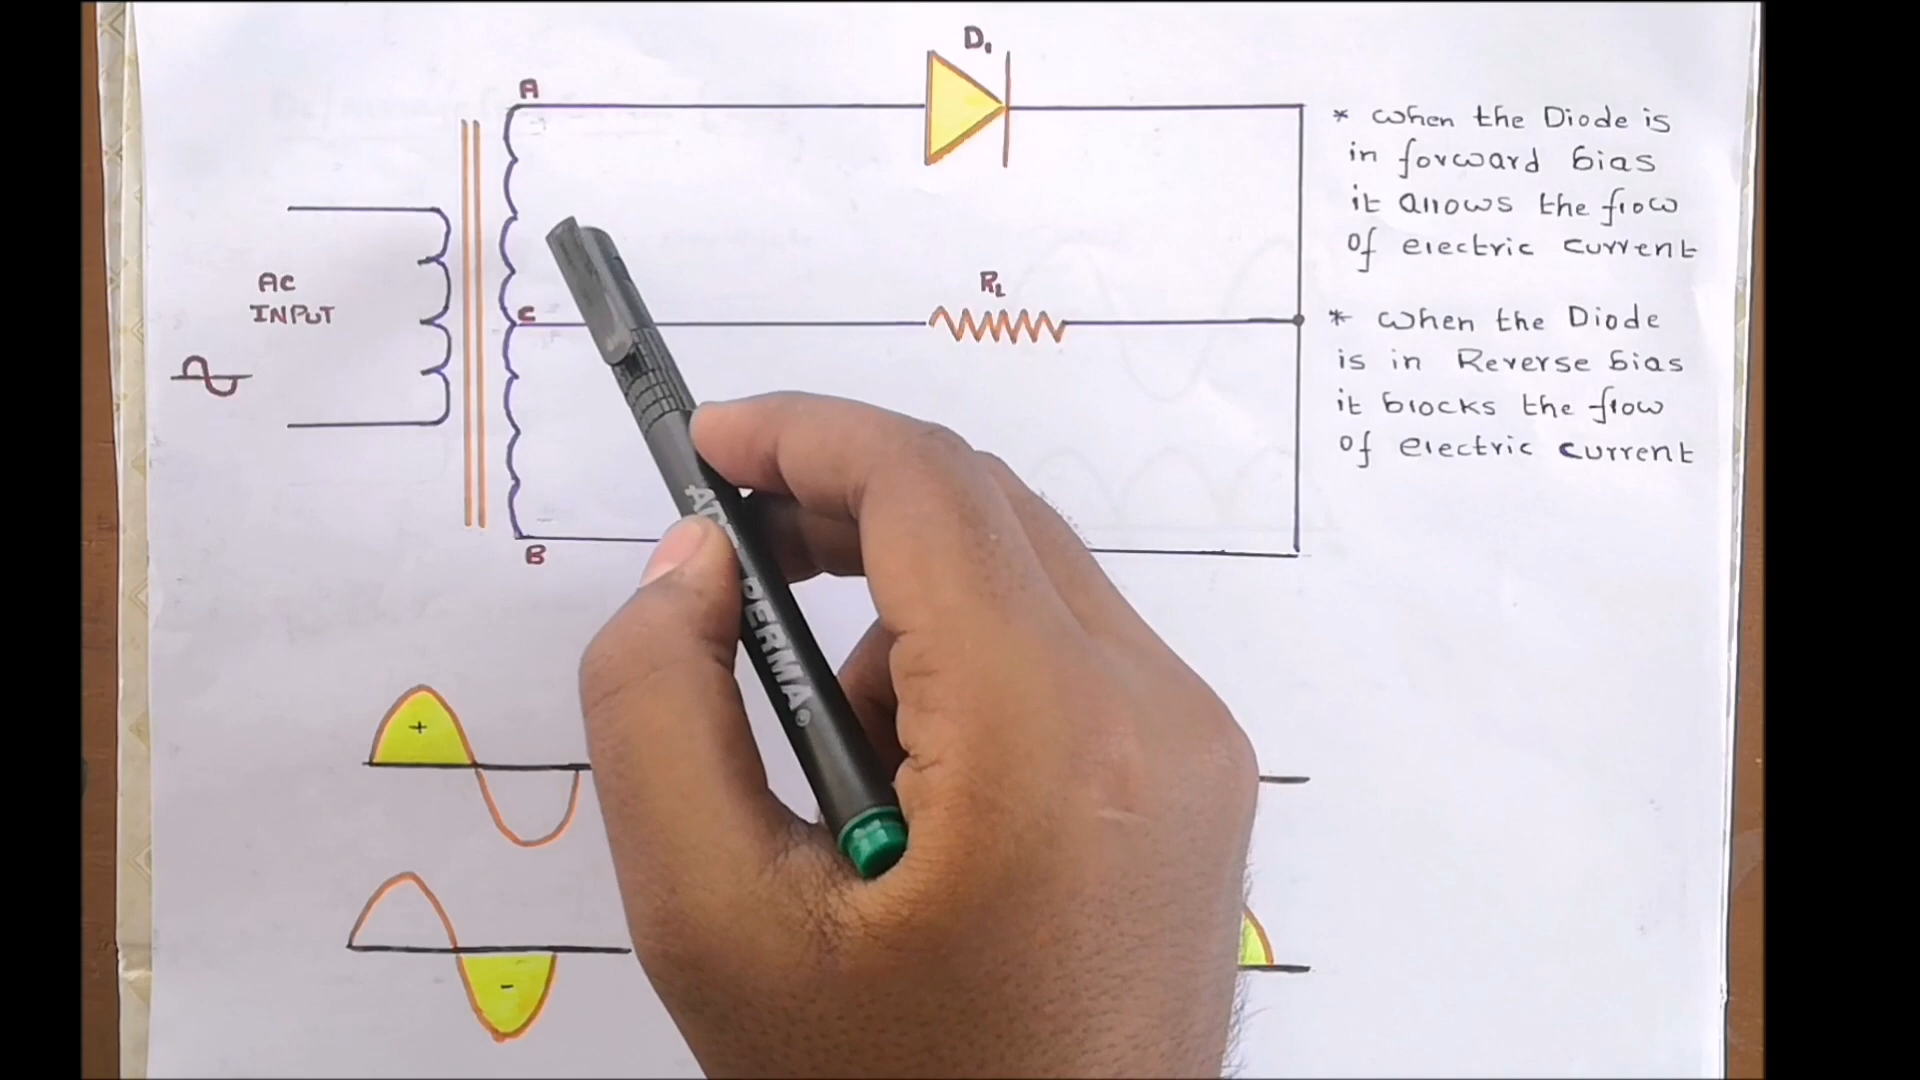 D1
A
* When the Diode is
in forward bias
it allows the flow
of electric current
AC
INPUT
C
RL
* When the Diode
is in Reverse bias
it blocks the flow
of electric current
B
PERMA®
+
-